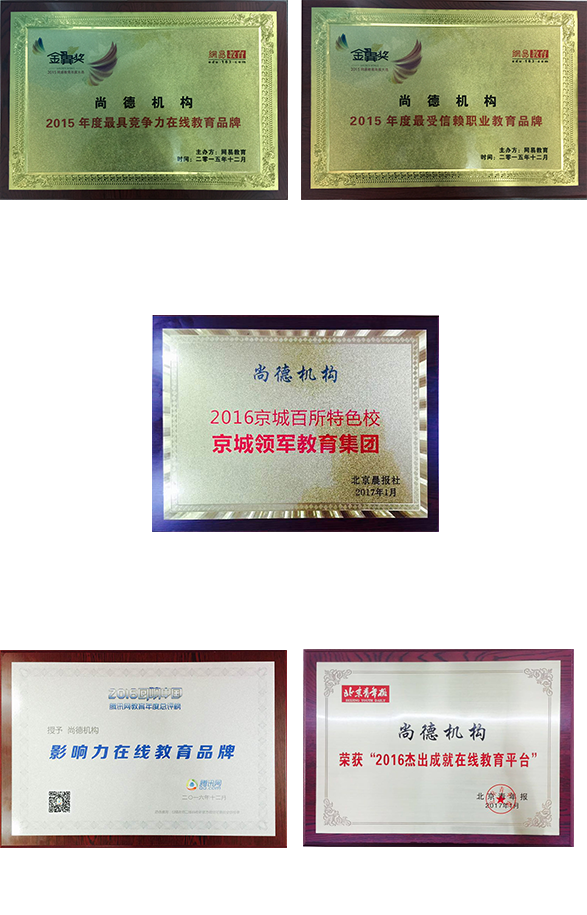 金翼奖
网易教育
edu.163.com
尚德机构
2015年度最具竞争力在线教育品牌
主办方：网易教育
时间：二零一五年十二月
金翼奖
网易教育
edu.163.com
尚德机构
2015年度最受信赖职业教育品牌
主办方：网易教育
时间：二零一五年十二月
尚德机构
2016京城百所特色校
京城领军教育集团
北京晨报社
2017年1月
腾讯网教育年度总评榜
授予 尚德机构
影响力在线教育品牌
腾讯网
二〇一六年十二月
北京青年报
BEIJING YOUTH DAILY
尚德机构
荣获“2016杰出成就在线教育平台”
北京青年报
2017年1月